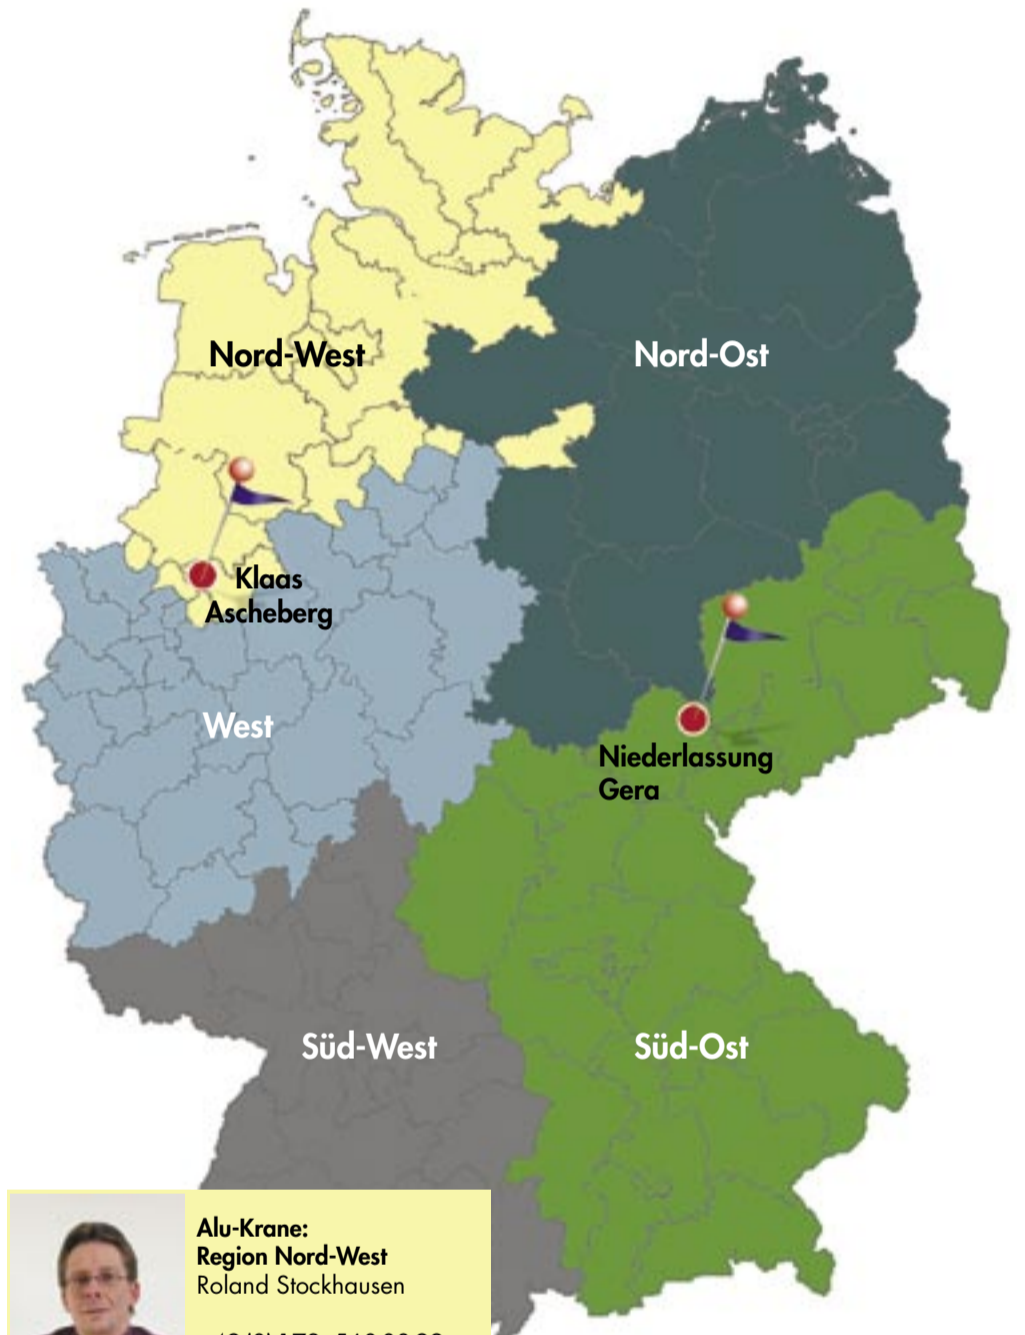 Nord-West
Nord-Ost
Klaas
Ascheberg
West
Niederlassung
Gera
Süd-West
Süd-Ost
Alu-Krane:
Region Nord-West
Roland Stockhausen